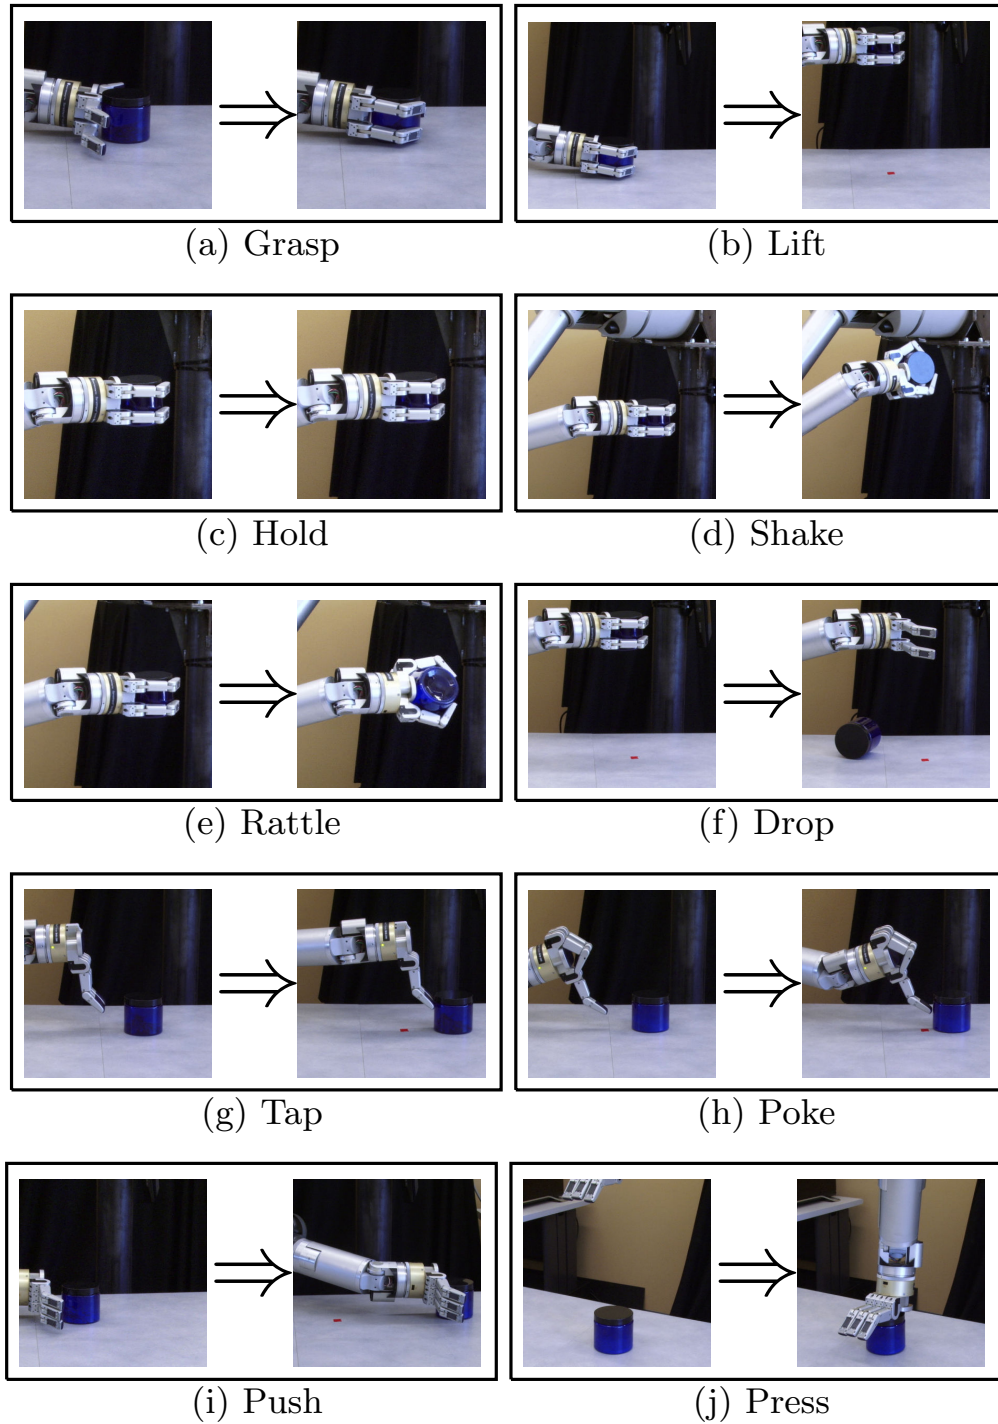 (a) Grasp
(b) Lift
(c) Hold
(d) Shake
(e) Rattle
(f) Drop
(g) Tap
(h) Poke
(i) Push
(j) Press